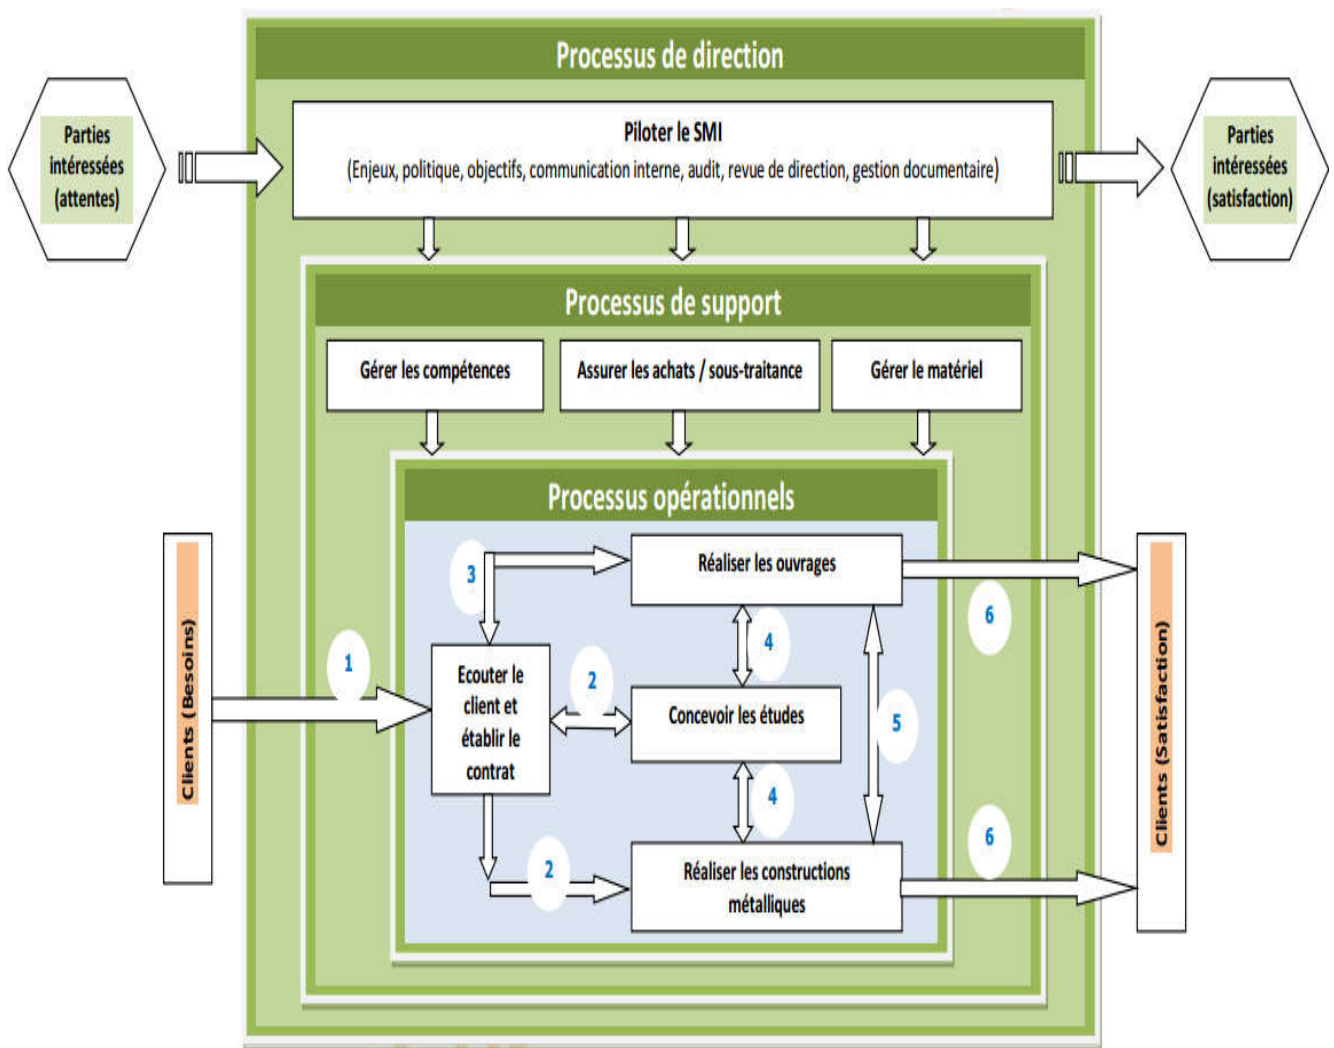 Processus de direction
Parties
intéressées
(attentes)
Piloter le SMI
(Enjeux, politique, objectifs, communication interne, audit, revue de direction, gestion documentaire)
Parties
intéressées
(satisfaction)
Processus de support
Gérer les compétences
Assurer les achats / sous-traitance
Gérer le matériel
Processus opérationnels
Clients (Besoins)
1
Ecouter le
client et
établir le
contrat
3
2
2
Réaliser les ouvrages
4
Concevoir les études
4
5
Réaliser les constructions
métalliques
6
6
Clients (Satisfaction)